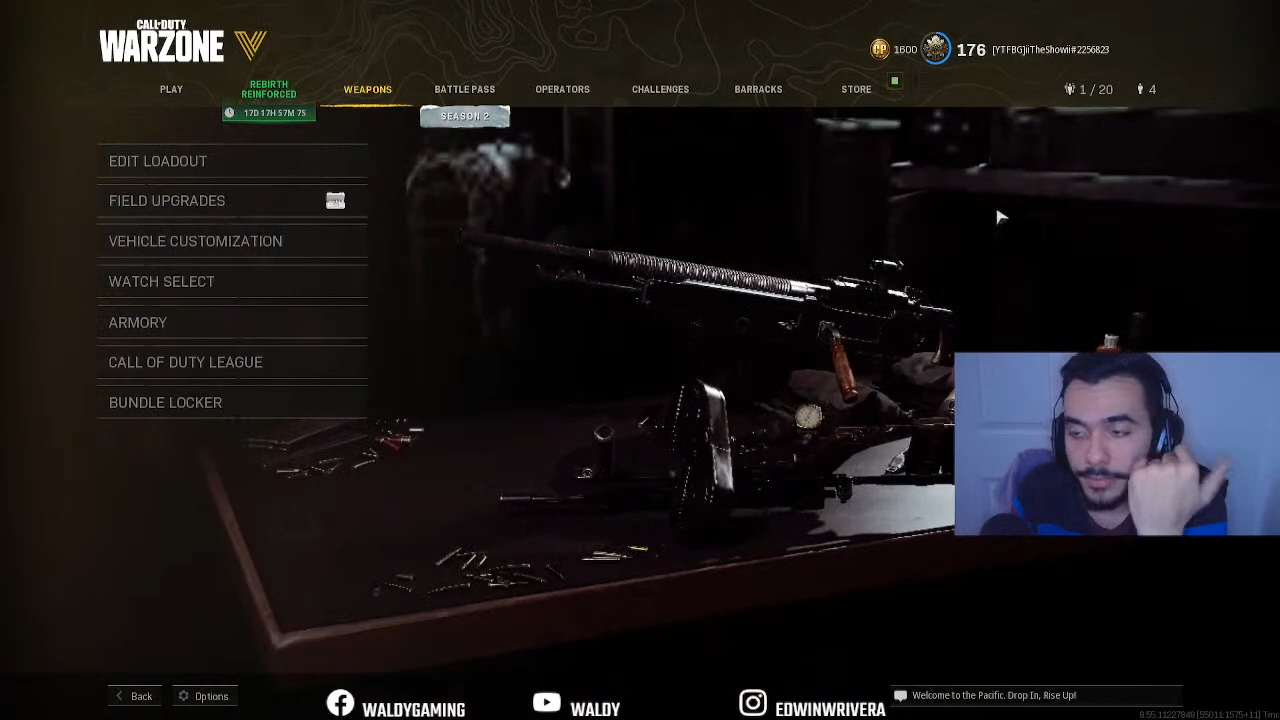 CALL OF DUTY
WARZONE
CP 1600 176 [YTFBG]iiTheShowii#2256823
PLAY
REBIRTH
REINFORCED
WEAPONS
BATTLE PASS
OPERATORS
CHALLENGES
BARRACKS
STORE
1 / 20
4
17D 17H 57M 7S
SEASON 2
EDIT LOADOUT
FIELD UPGRADES
VEHICLE CUSTOMIZATION
WATCH SELECT
ARMORY
CALL OF DUTY LEAGUE
BUNDLE LOCKER
Back
Options
WALDYGAMING
WALDY
EDWINWRIVERA
Welcome to the Pacific. Drop In, Rise Up!